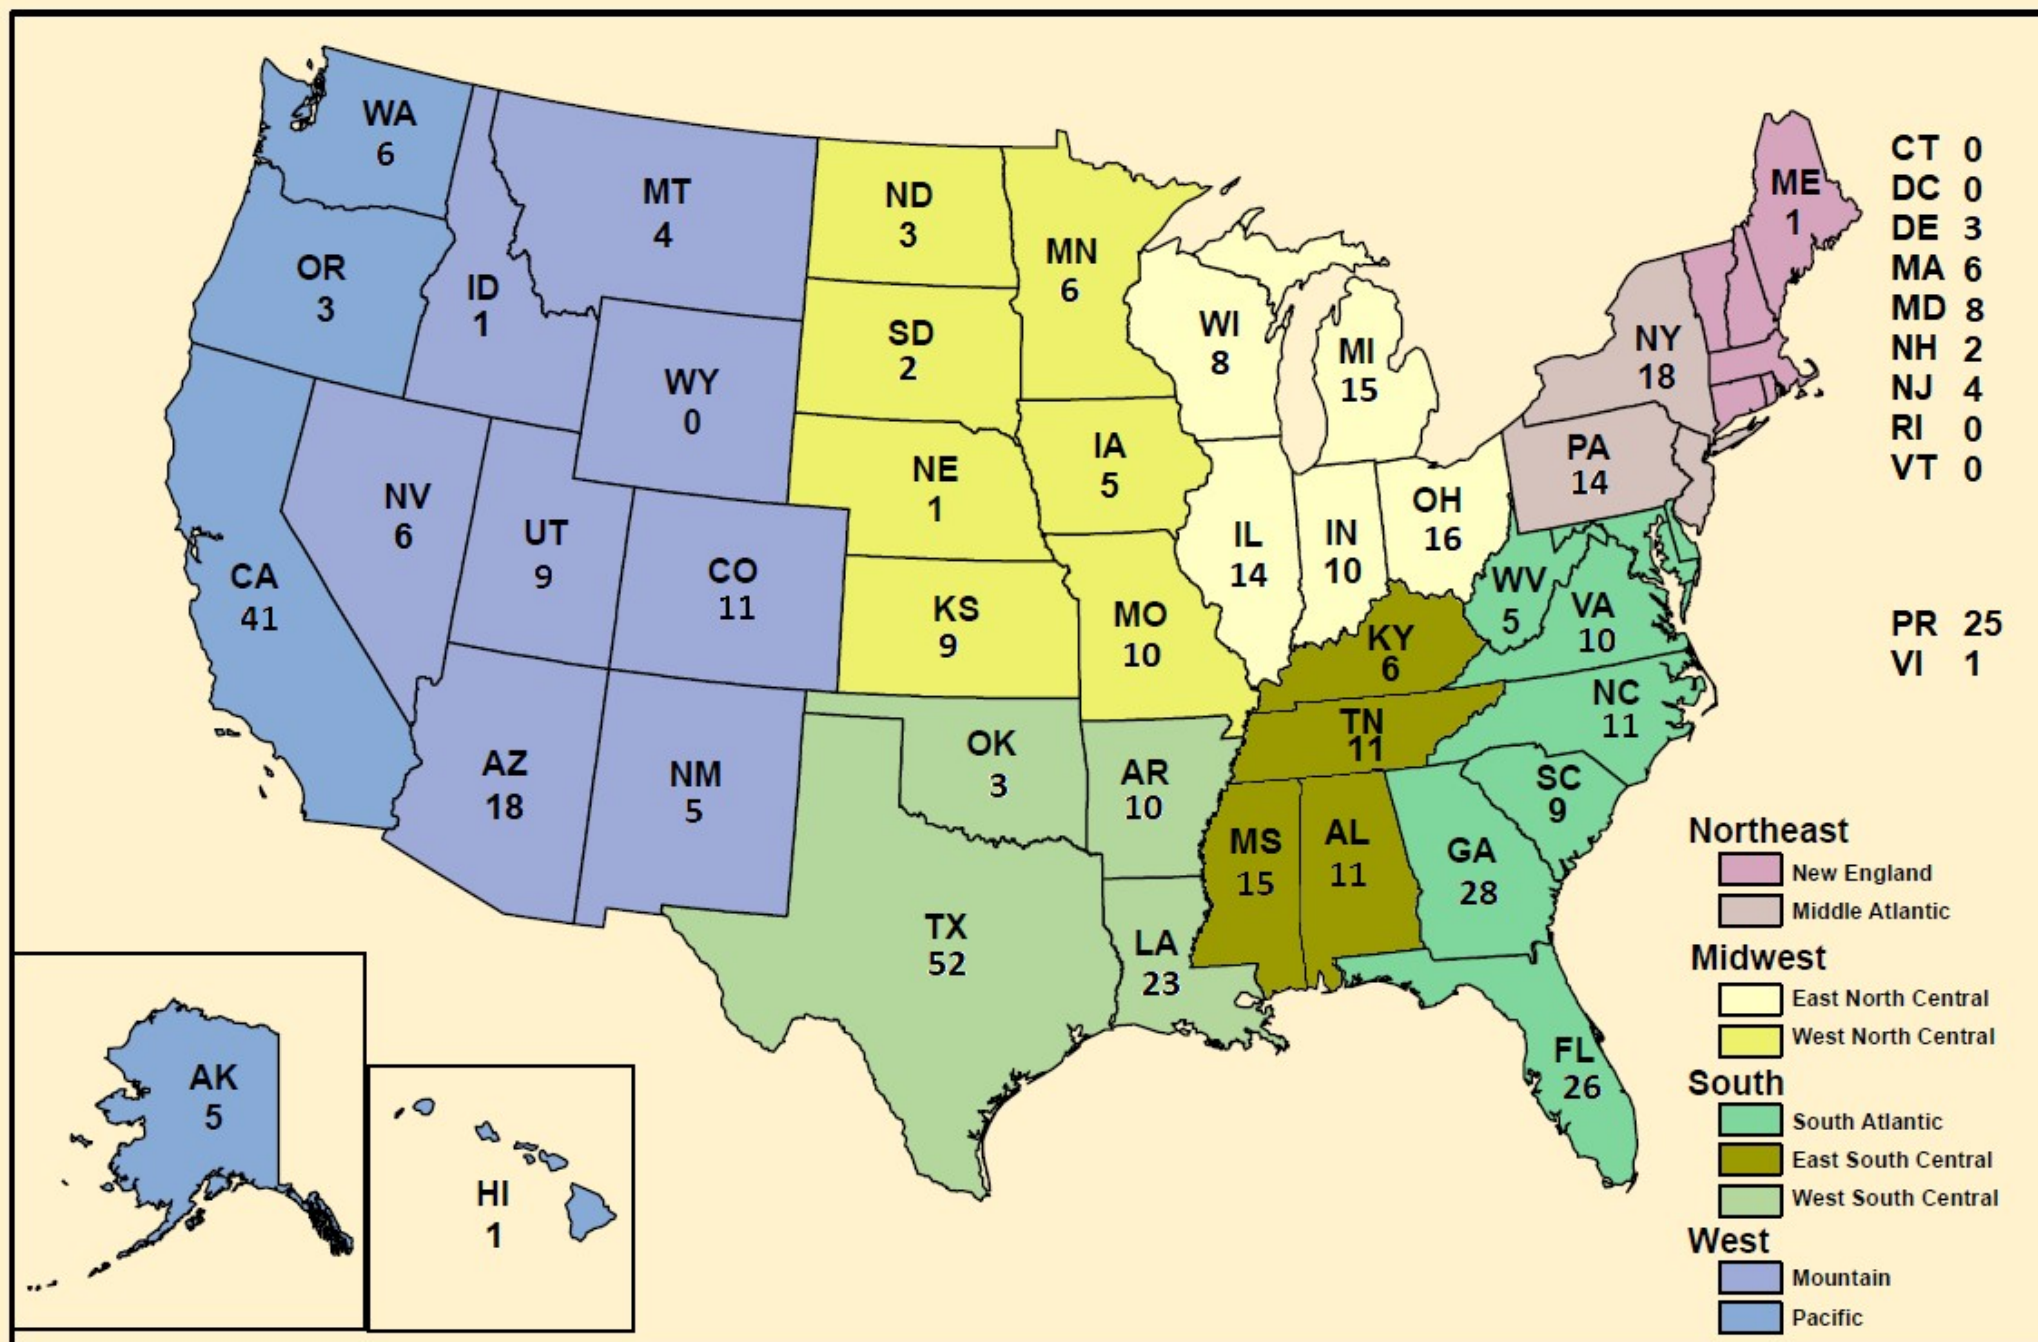 WA
6
OR
3
CA
41
NV
6
ID
1
MT
4
WY
0
UT
9
CO
11
AZ
18
NM
5
ND
3
SD
2
NE
1
KS
9
MN
6
IA
5
MO
10
OK
3
TX
52
AR
10
LA
23
WI
8
MI
15
IL
14
IN
10
OH
16
KY
6
TN
11
MS
15
AL
11
GA
28
FL
26
SC
9
NC
11
VA
10
WV
5
PA
14
NY
18
ME
1
CT 0
DC 0
DE 3
MA 6
MD 8
NH 2
NJ 4
RI 0
VT 0
PR 25
VI 1
AK
5
HI
1
Northeast
New England
Middle Atlantic
Midwest
East North Central
West North Central
South
South Atlantic
East South Central
West South Central
West
Mountain
Pacific